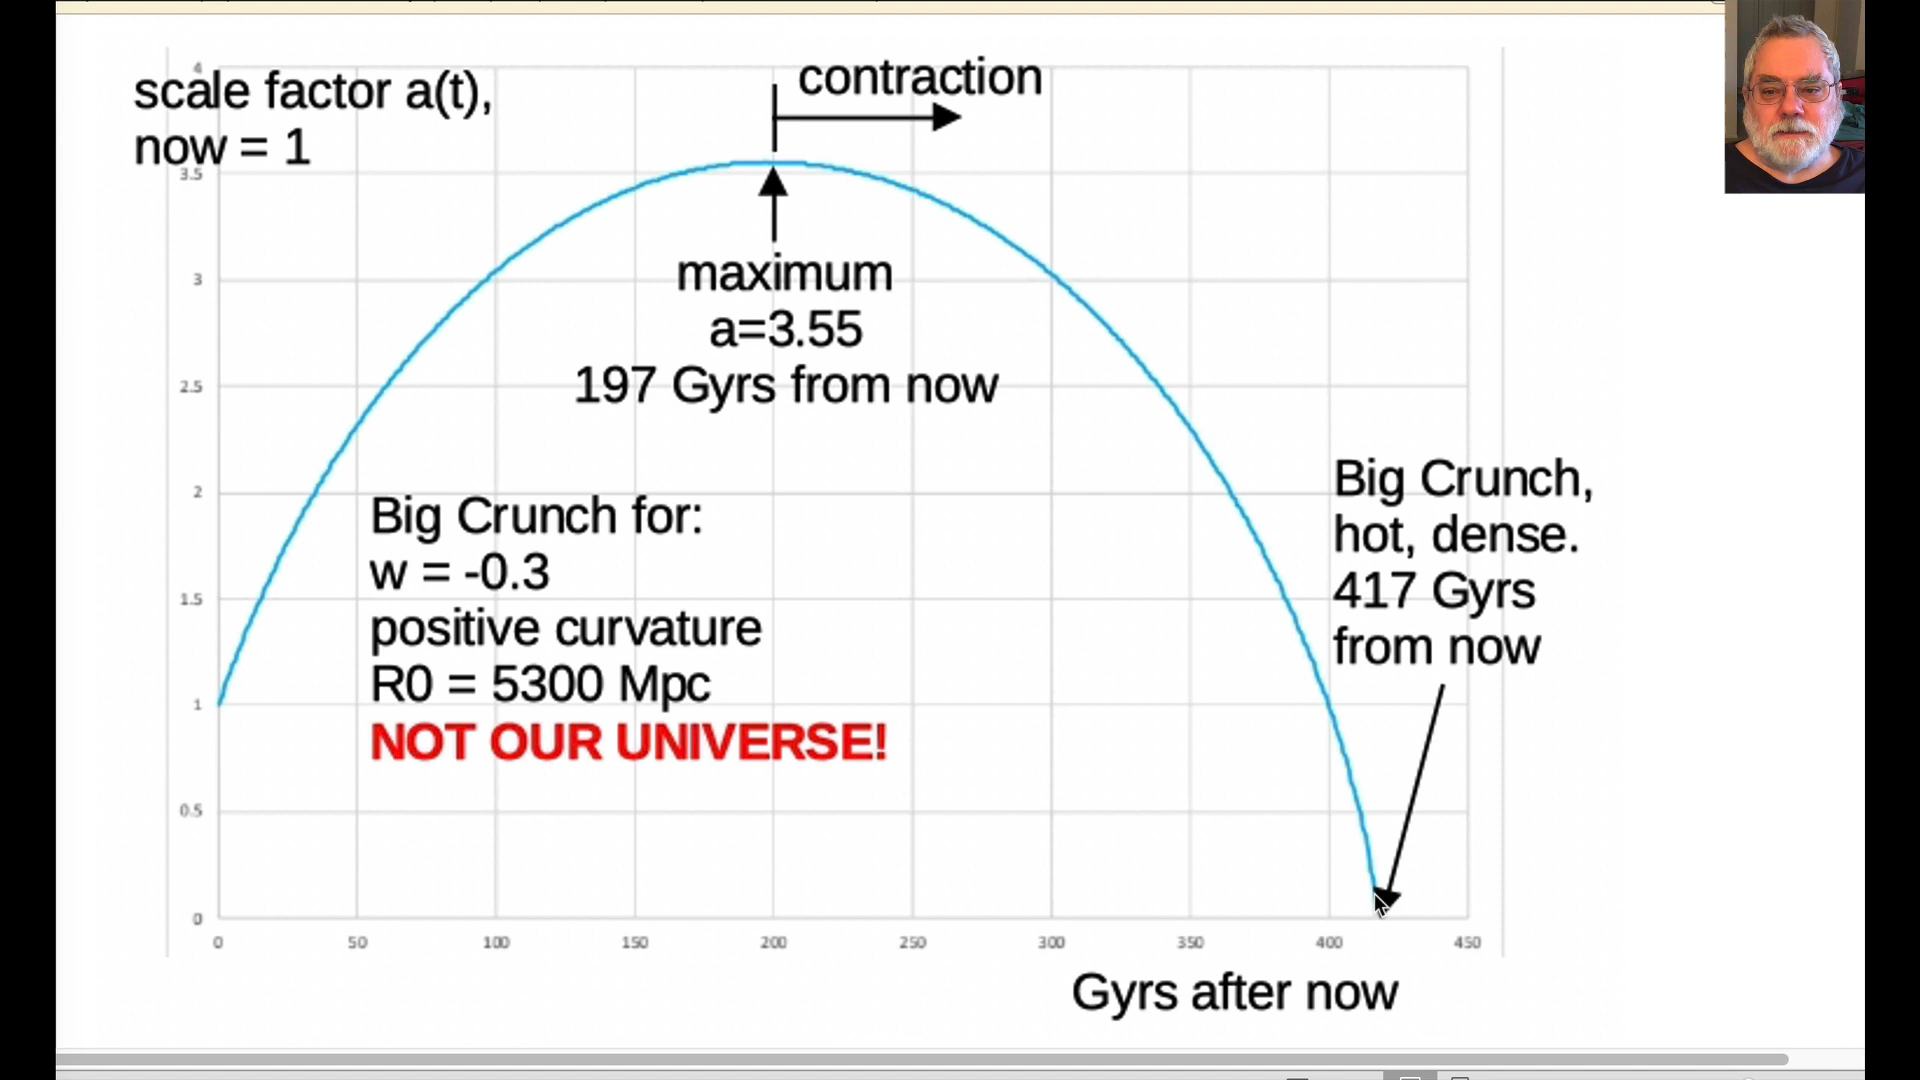 scale factor a(t),
now = 1
contraction
maximum
a=3.55
197 Gyrs from now
Big Crunch for:
w = -0.3
positive curvature
R0 = 5300 Mpc
NOT OUR UNIVERSE!
Big Crunch,
hot, dense.
417 Gyrs
from now
4
3.5
3
2.5
2
1.5
1
0.5
0
0 50 100 150 200 250 300 350 400 450
Gyrs after now